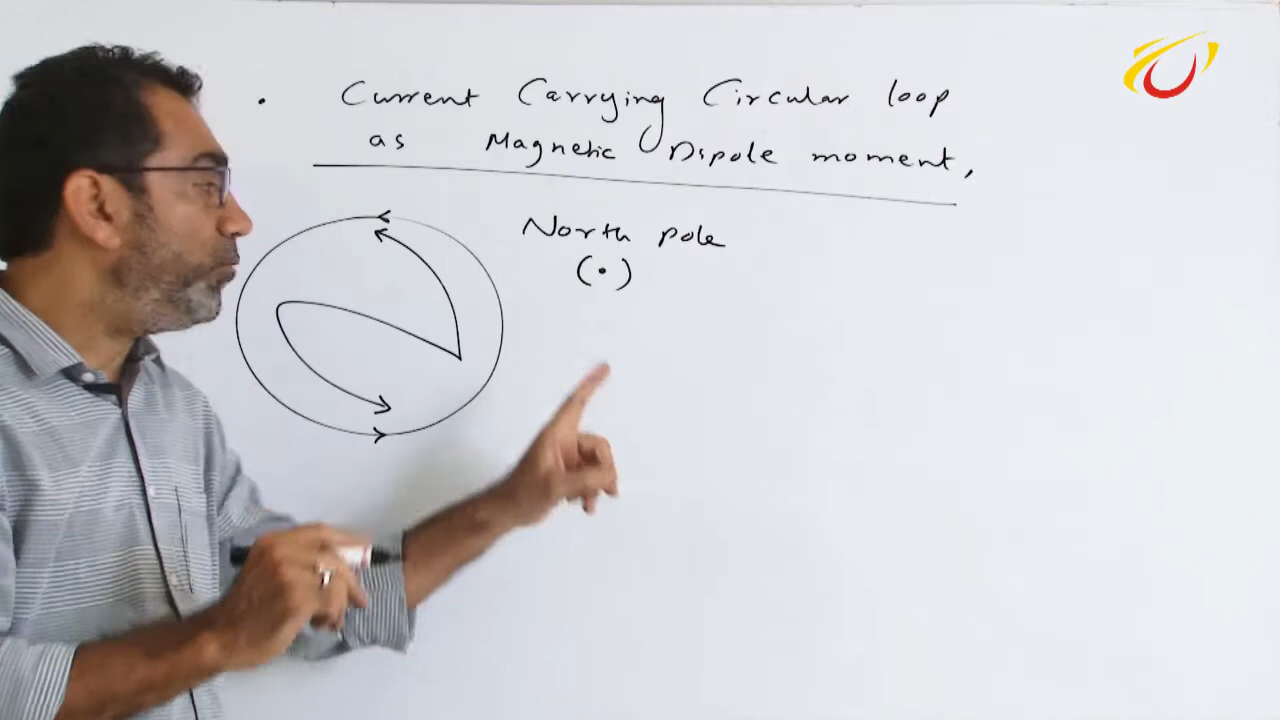 . Current Carrying Circular loop
as Magnetic Dipole moment,
North pole
(•)